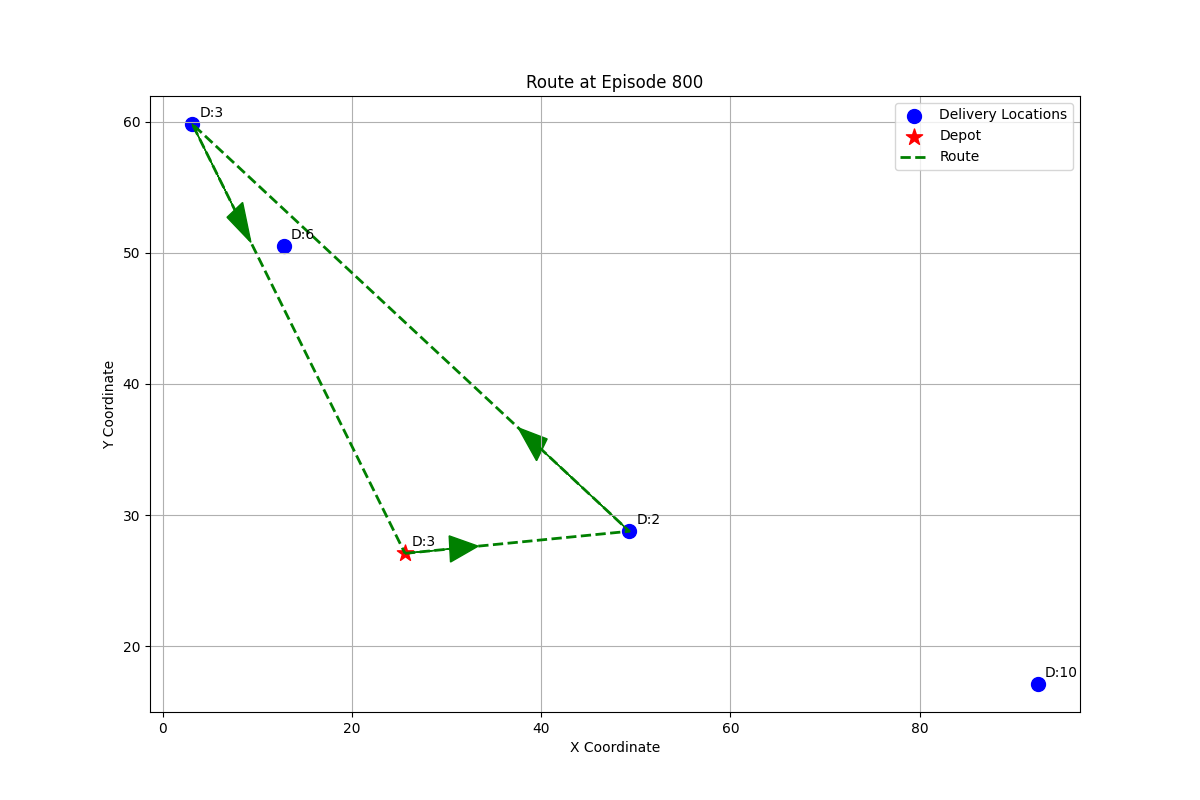 Route at Episode 800
Delivery Locations
Depot
Route
D:3
D:6
D:2
D:3
D:10
60
50
40
30
20
Y Coordinate
0
20
40
60
80
X Coordinate